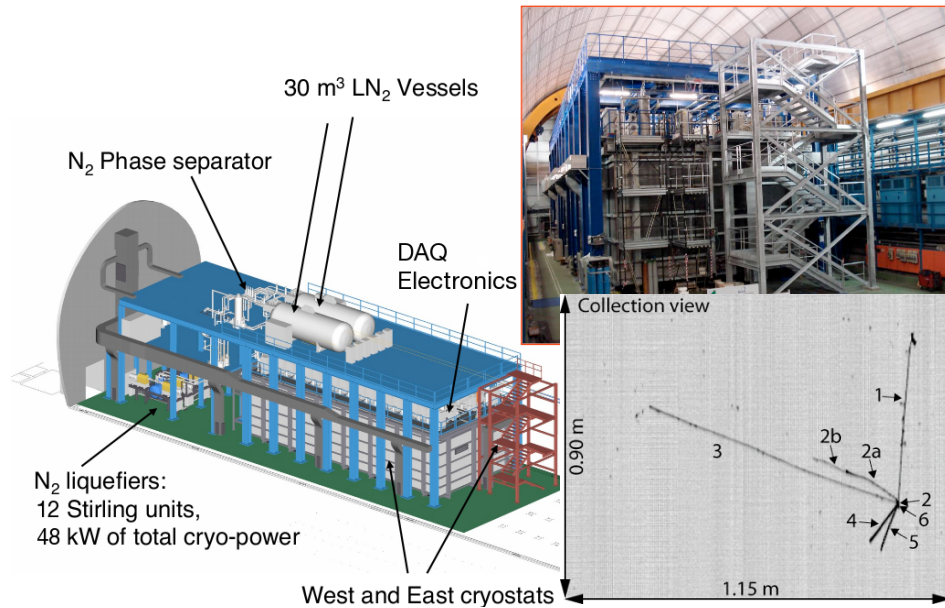 30 m³ LN₂ Vessels
N₂ Phase separator
DAQ
Electronics
N₂ liquefiers:
12 Stirling units,
48 kW of total cryo-power
West and East cryostats
Collection view
0.90 m
1.15 m
1
2b
2a
3
2
6
4
5